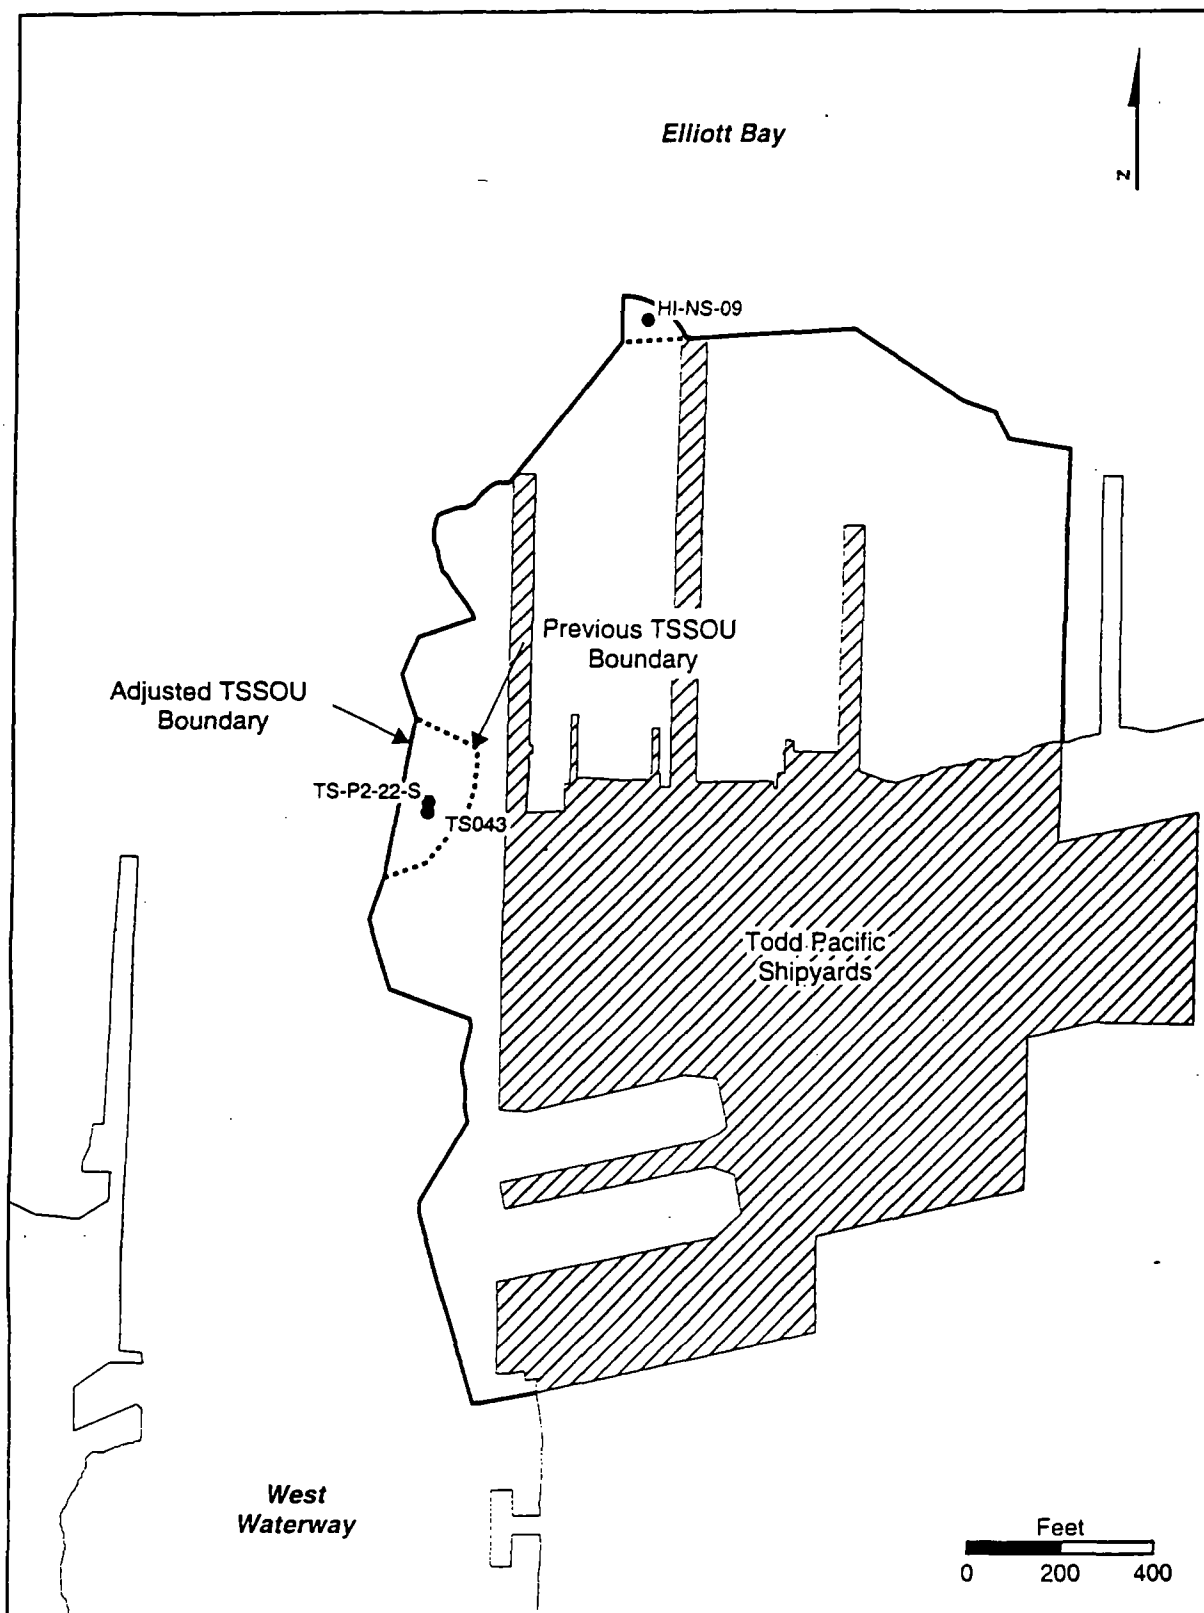 Elliott Bay
N
HI-NS-09
Previous TSSOU
Boundary
Adjusted TSSOU
Boundary
TS-P2-22-S
TS043
Todd Pacific
Shipyards
West
Waterway
Feet
0 200 400